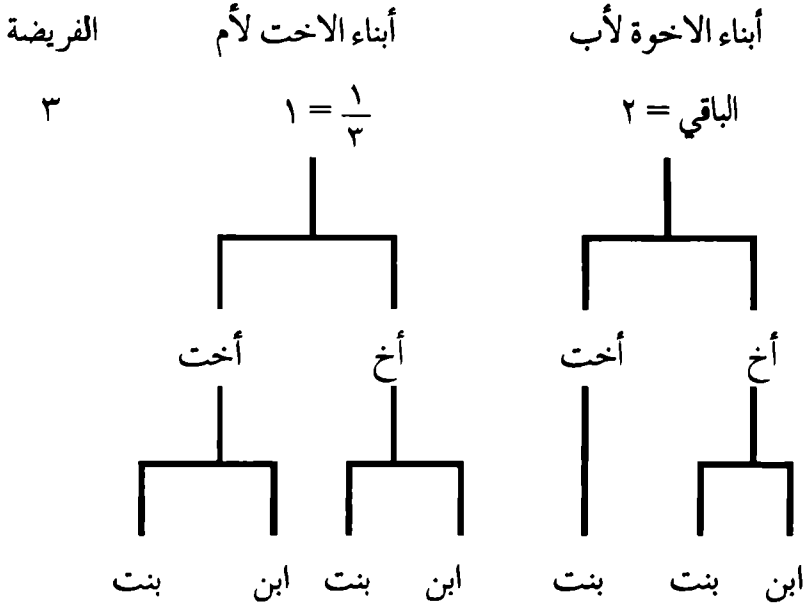 أبناء الاخوة لأب أبناء الاخت لأم الفريضة
الباقي = ٢ ١/٣ = ١ ٣
أخ أخت أخ أخت
ابن بنت بنت ابن بنت ابن بنت